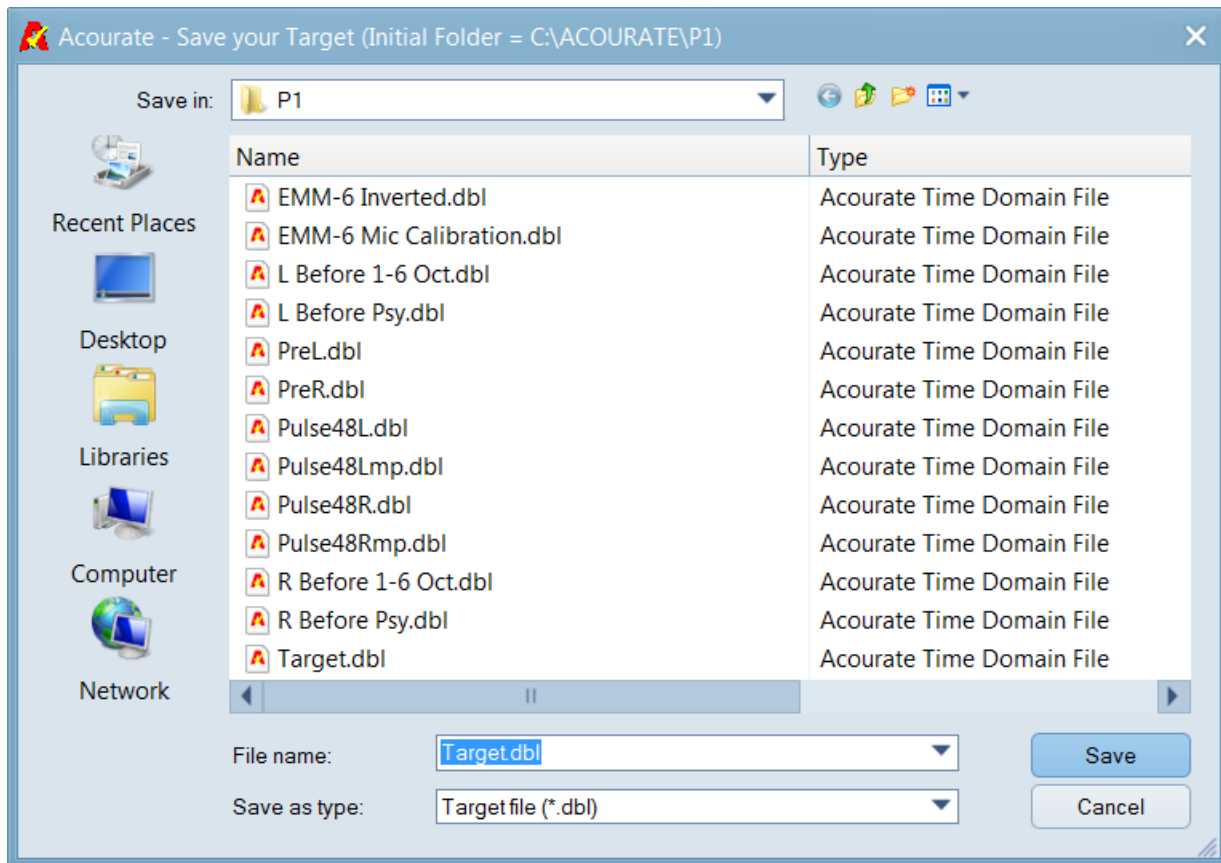 Acourate - Save your Target (Initial Folder = C:\ACOURATE\P1)
Save in: P1
Name Type
EMM-6 Inverted.dbl Acourate Time Domain File
EMM-6 Mic Calibration.dbl Acourate Time Domain File
L Before 1-6 Oct.dbl Acourate Time Domain File
L Before Psy.dbl Acourate Time Domain File
PreL.dbl Acourate Time Domain File
PreR.dbl Acourate Time Domain File
Pulse48L.dbl Acourate Time Domain File
Pulse48Lmp.dbl Acourate Time Domain File
Pulse48R.dbl Acourate Time Domain File
Pulse48Rmp.dbl Acourate Time Domain File
R Before 1-6 Oct.dbl Acourate Time Domain File
R Before Psy.dbl Acourate Time Domain File
Target.dbl Acourate Time Domain File
Recent Places
Desktop
Libraries
Computer
Network
File name: Target.dbl Save
Save as type: Target file (*.dbl) Cancel